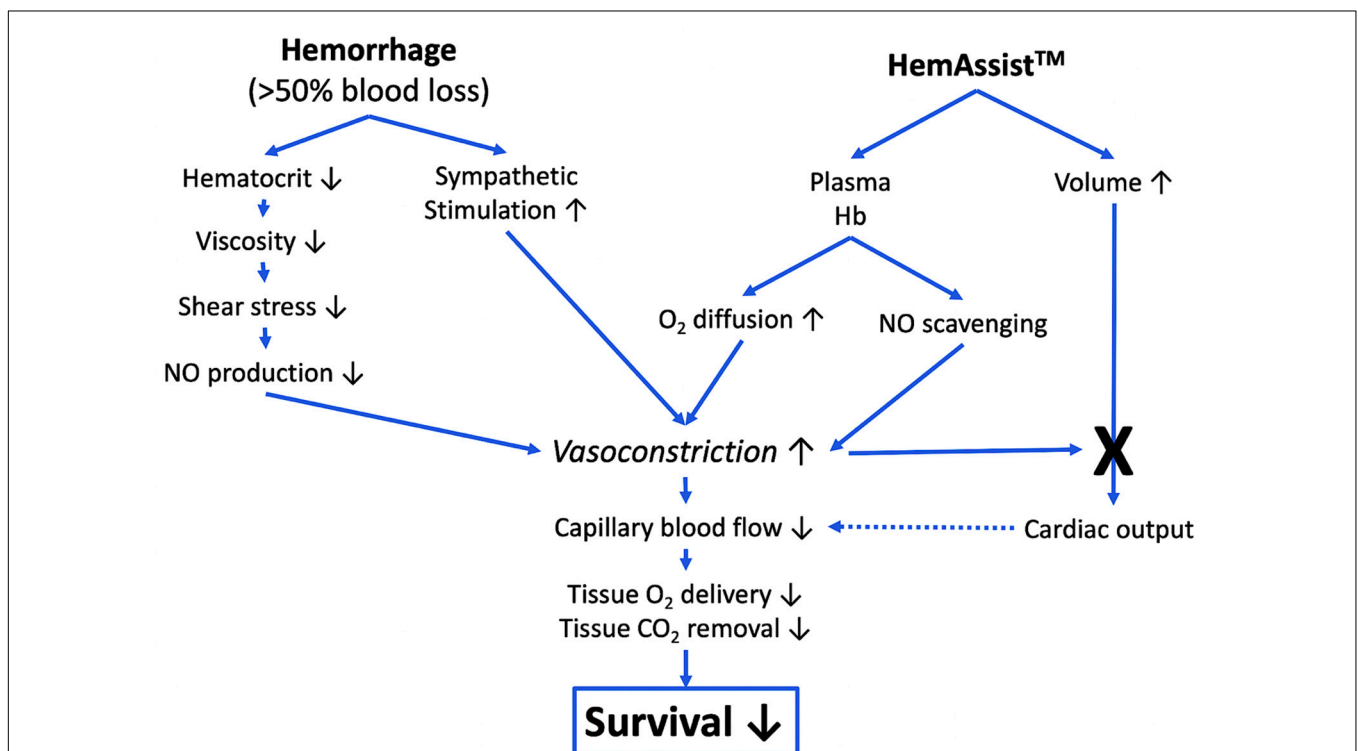 Hemorrhage
(>50% blood loss)
HemAssist™
Hematocrit ↓
Sympathetic
Stimulation ↑
Plasma
Hb
Volume ↑
Viscosity ↓
Shear stress ↓
O₂ diffusion ↑
NO scavenging
NO production ↓
Vasoconstriction ↑
X
Capillary blood flow ↓
Cardiac output
Tissue O₂ delivery ↓
Tissue CO₂ removal ↓
Survival ↓